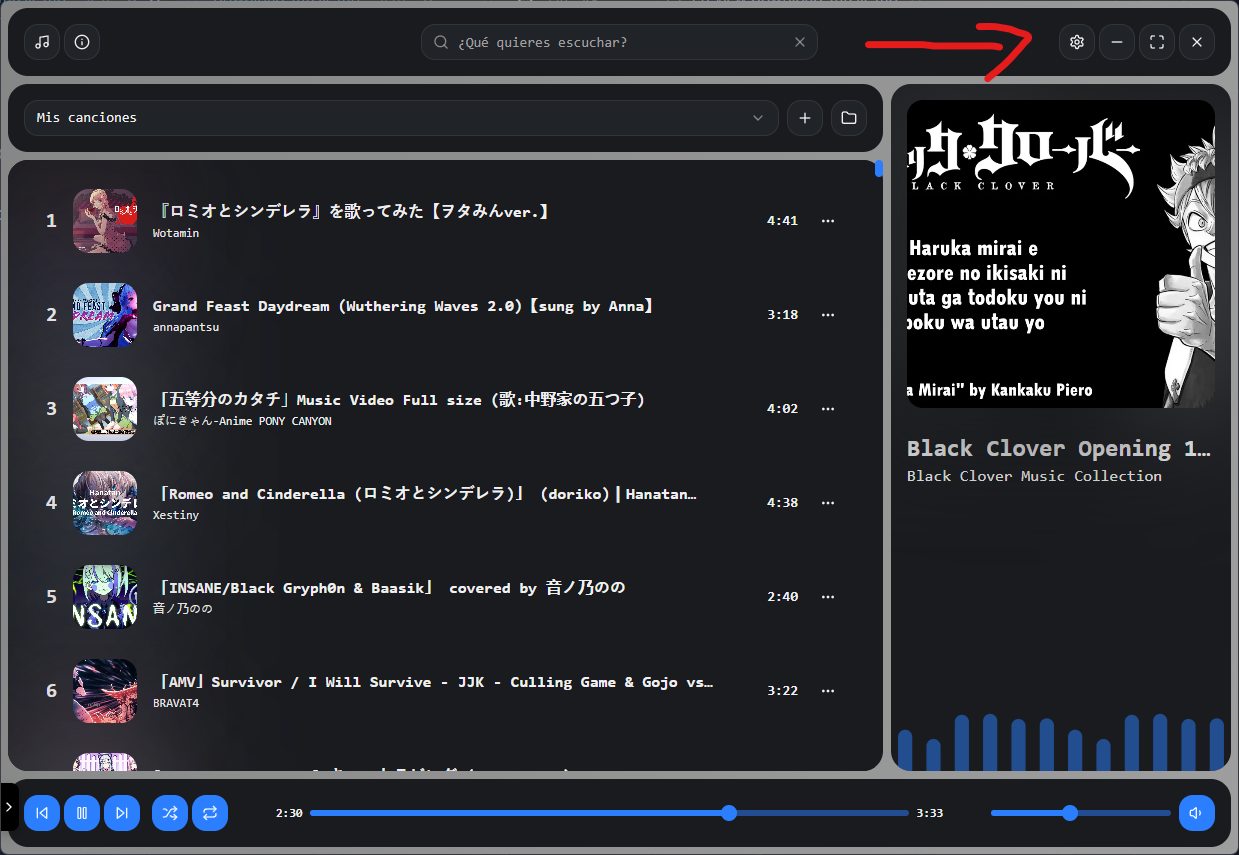 ¿Qué quieres escuchar?
Mis canciones
1
『ロミオとシンデレラ』を歌ってみた【ヲタみんver.】
Wotamin
4:41
2
Grand Feast Daydream (Wuthering Waves 2.0)【sung by Anna】
annapantsu
3:18
3
「五等分のカタチ」Music Video Full size (歌:中野家の五つ子)
ぽにきゃん-Anime PONY CANYON
4:02
4
「Romeo and Cinderella (ロミオとシンデレラ)」 (doriko)┃Hanatan…
Xestiny
4:38
5
「INSANE/Black Gryph0n & Baasik」 covered by 音ノ乃のの
音ノ乃のの
2:40
6
「AMV」Survivor / I Will Survive - JJK - Culling Game & Gojo vs…
BRAVAT4
3:22
ック・クローバー
LACK CLOVER
Haruka mirai e
ezore no ikisaki ni
uta ga todoku you ni
boku wa utau yo
a Mirai" by Kankaku Piero
Black Clover Opening 1…
Black Clover Music Collection
2:30
3:33